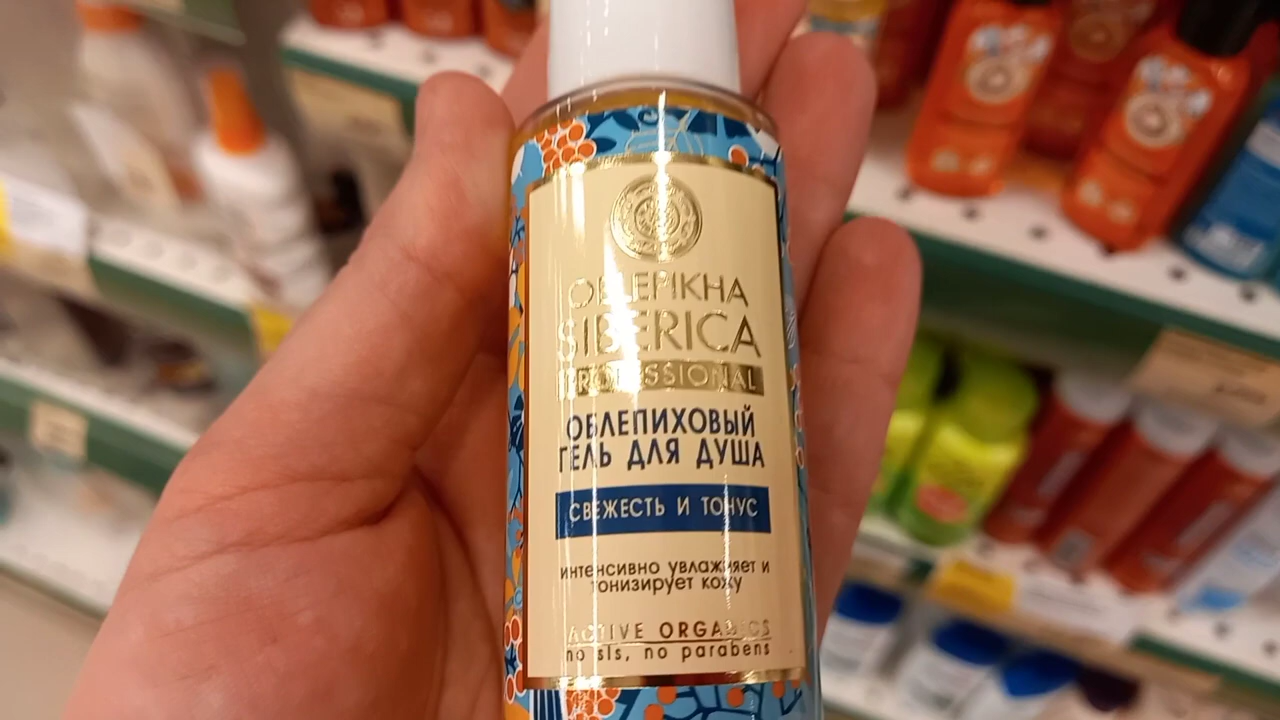 OBLEPIKHA
SIBERICA
PROFESSIONAL
ОБЛЕПИХОВЫЙ
ГЕЛЬ ДЛЯ ДУША
СВЕЖЕСТЬ И ТОНУС
интенсивно увлажняет и
тонизирует кожу
ACTIVE ORGANICS
no sls, no parabens